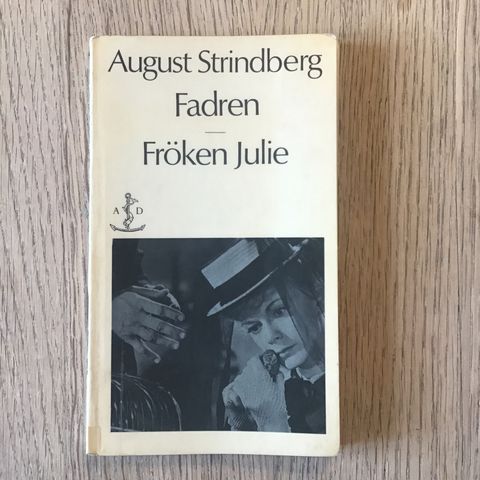 August Strindberg
Fadren
Fröken Julie
A D